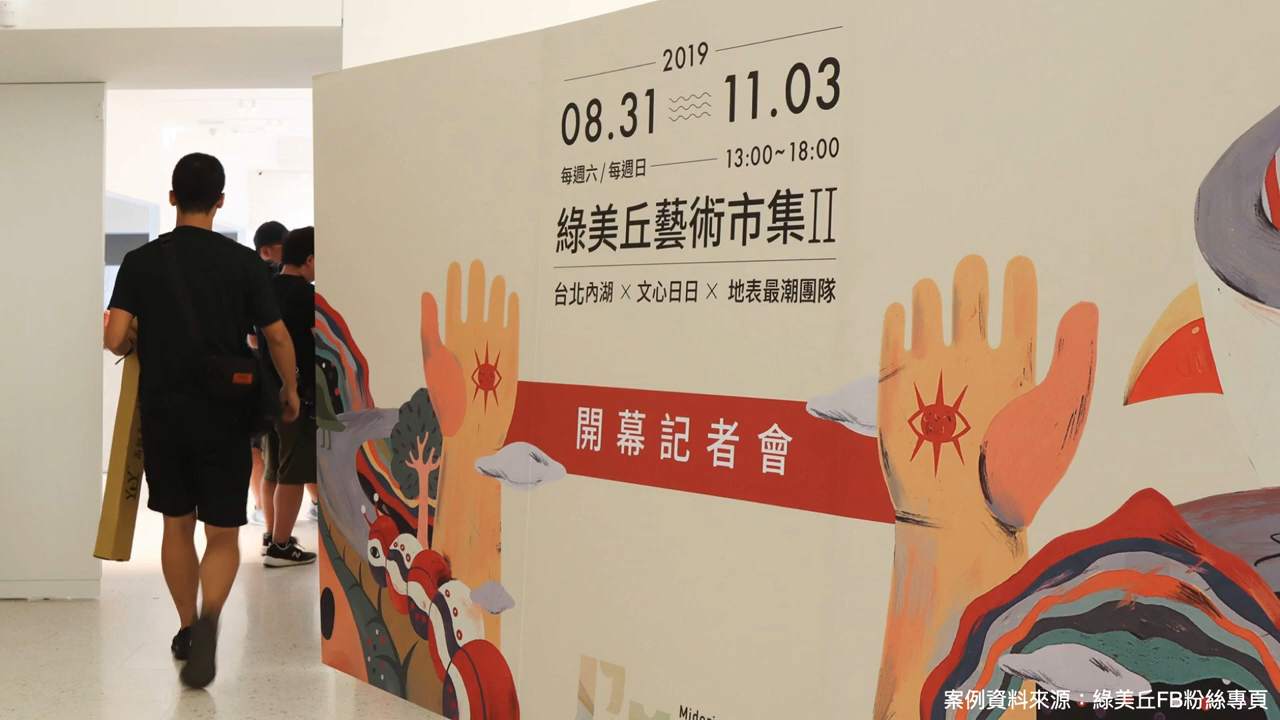 2019
08.31 11.03
每週六/每週日 13:00~18:00
綠美丘藝術市集II
台北內湖 × 文心日日 × 地表最潮團隊
開幕記者會
案例資料來源：綠美丘FB粉絲專頁